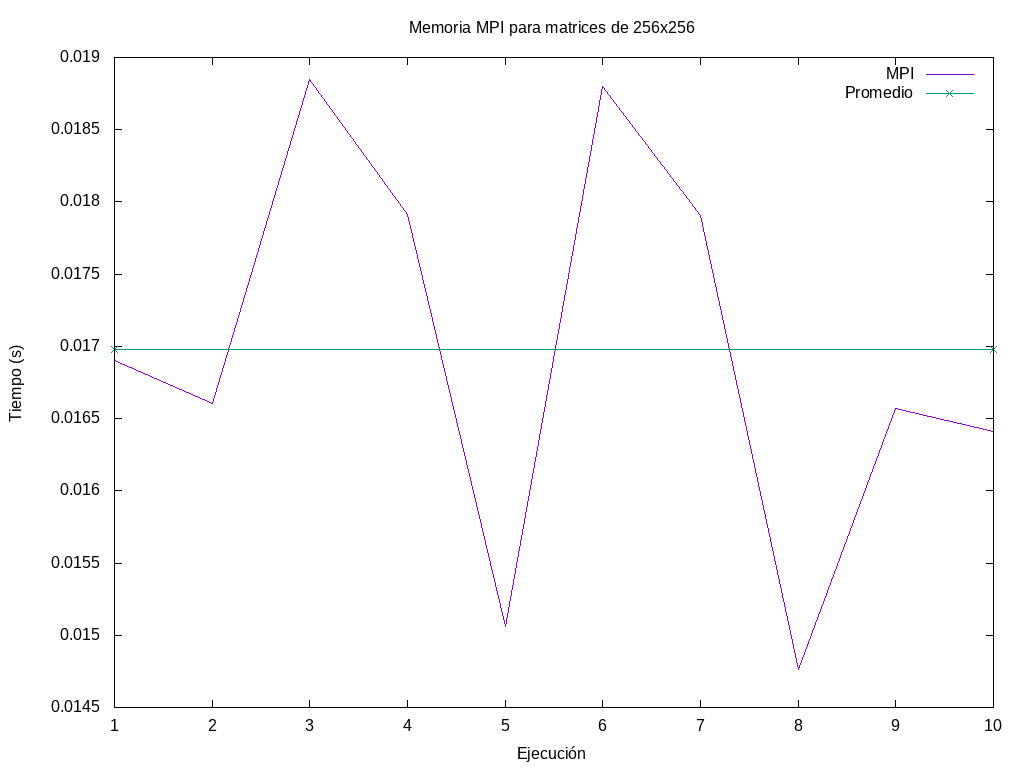 Memoria MPI para matrices de 256x256
MPI
Promedio
0.019
0.0185
0.018
0.0175
0.017
0.0165
0.016
0.0155
0.015
0.0145
Tiempo (s)
1 2 3 4 5 6 7 8 9 10
Ejecución